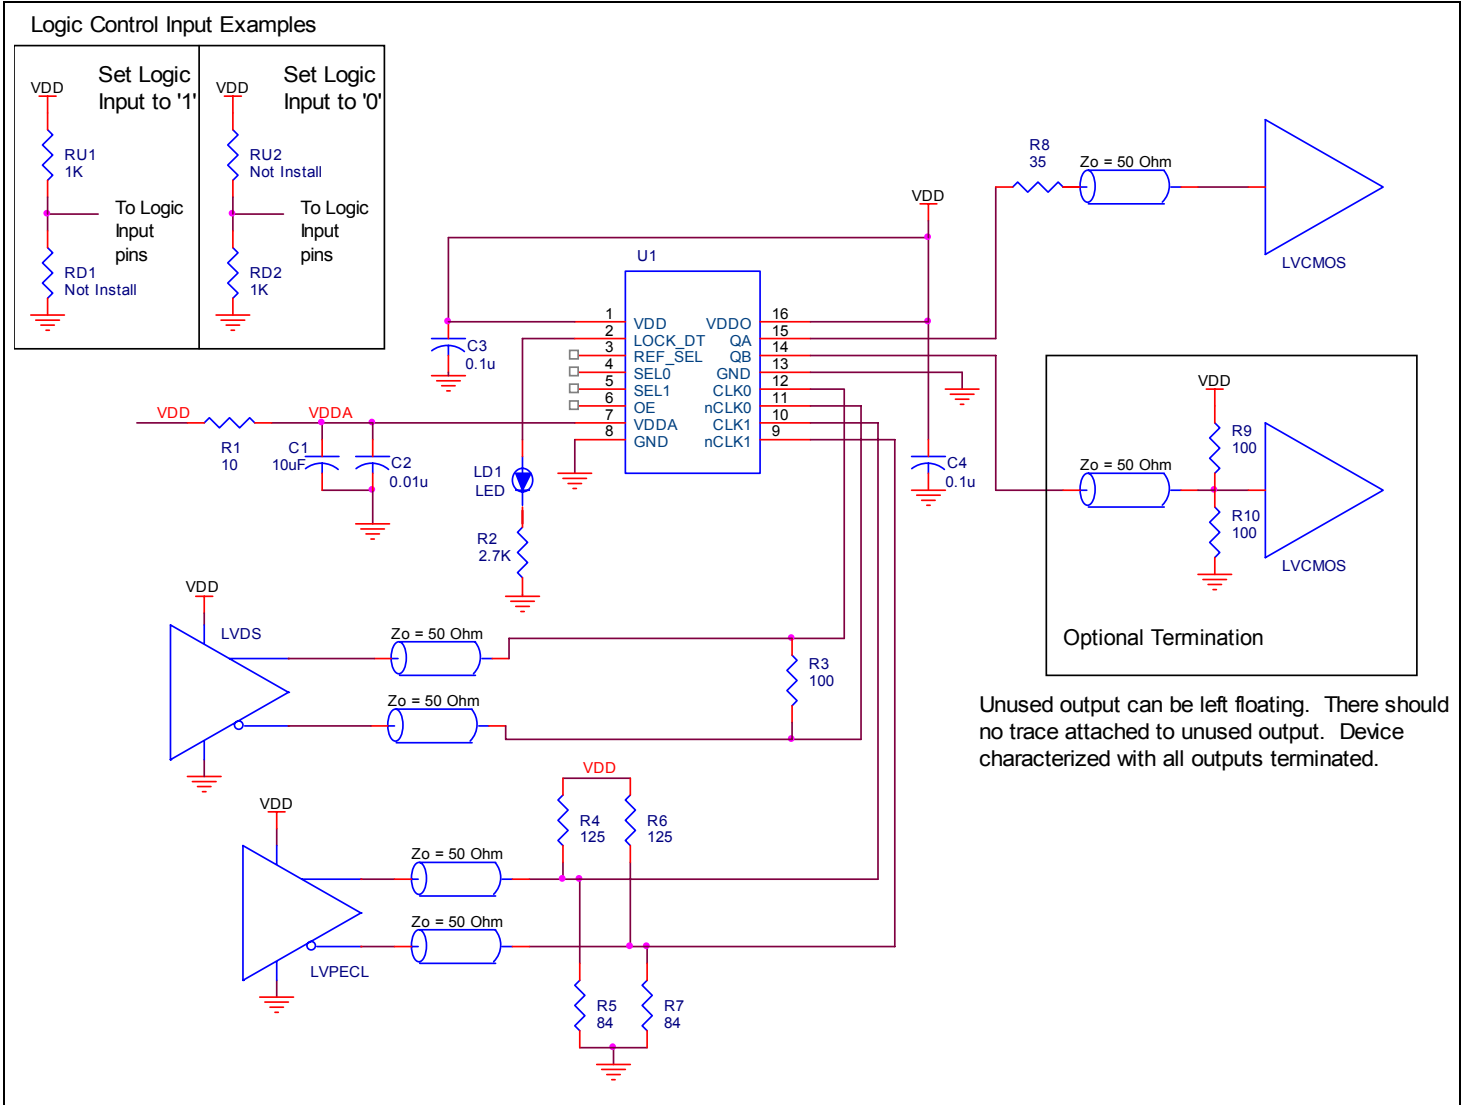 Logic Control Input Examples
Set Logic
Input to '1'
VDD
RU1
1K
To Logic
Input
pins
RD1
Not Install
Set Logic
Input to '0'
VDD
RU2
Not Install
To Logic
Input
pins
RD2
1K
VDD
R8
35
Zo = 50 Ohm
LVCMOS
U1
1
2
3
4
5
6
7
8
VDD
LOCK_DT
REF_SEL
SEL0
SEL1
OE
VDDA
GND
VDDO
QA
QB
GND
CLK0
nCLK0
CLK1
nCLK1
16
15
14
13
12
11
10
9
C3
0.1u
VDD
R1
10
VDDA
C1
10uF
C2
0.01u
LD1
LED
R2
2.7K
C4
0.1u
VDD
R9
100
Zo = 50 Ohm
R10
100
LVCMOS
Optional Termination
Unused output can be left floating. There should
no trace attached to unused output. Device
characterized with all outputs terminated.
VDD
LVDS
Zo = 50 Ohm
Zo = 50 Ohm
R3
100
VDD
VDD
R4
125
R6
125
Zo = 50 Ohm
Zo = 50 Ohm
LVPECL
R5
84
R7
84